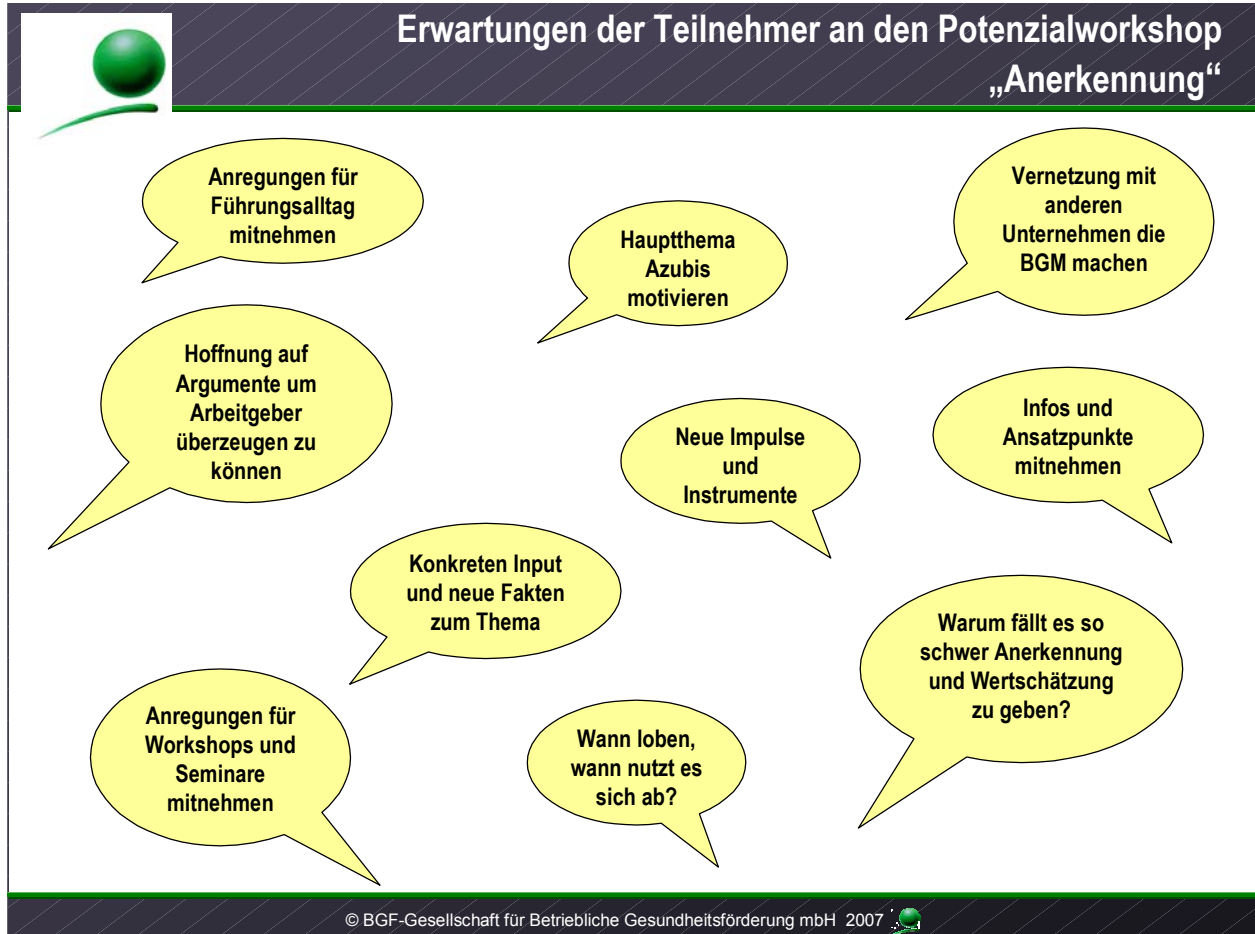 Erwartungen der Teilnehmer an den Potenzialworkshop
„Anerkennung“
Anregungen für
Führungsalltag
mitnehmen
Hauptthema
Azubis
motivieren
Vernetzung mit
anderen
Unternehmen die
BGM machen
Hoffnung auf
Argumente um
Arbeitgeber
überzeugen zu
können
Neue Impulse
und
Instrumente
Infos und
Ansatzpunkte
mitnehmen
Konkreten Input
und neue Fakten
zum Thema
Warum fällt es so
schwer Anerkennung
und Wertschätzung
zu geben?
Anregungen für
Workshops und
Seminare
mitnehmen
Wann loben,
wann nutzt es
sich ab?
© BGF-Gesellschaft für Betriebliche Gesundheitsförderung mbH 2007